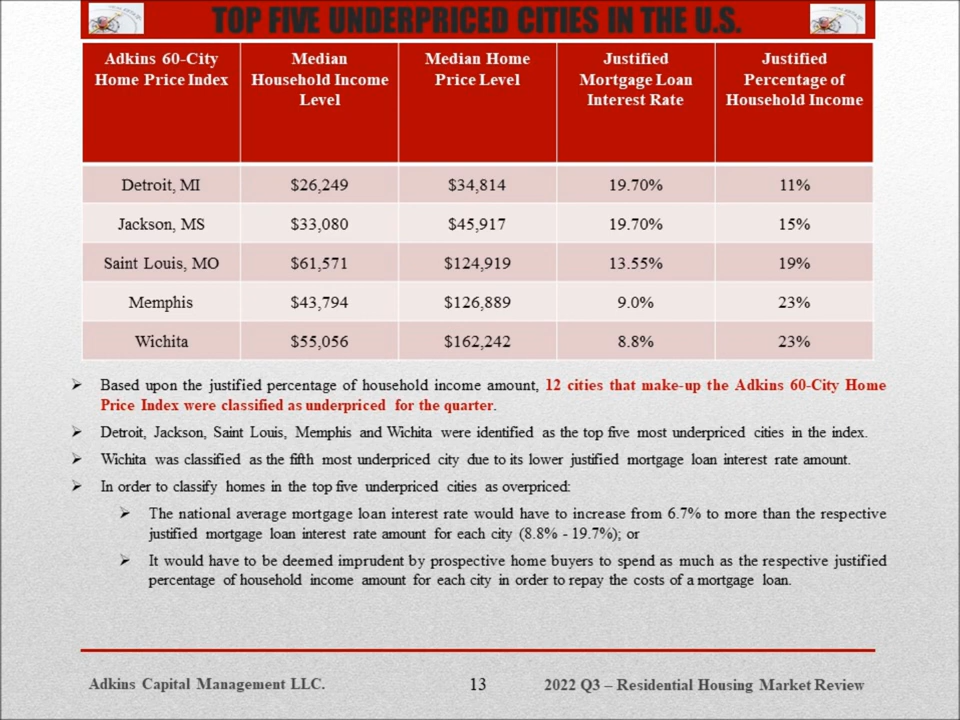 TOP FIVE UNDERPRICED CITIES IN THE U.S.
Adkins 60-City Home Price Index | Median Household Income Level | Median Home Price Level | Justified Mortgage Loan Interest Rate | Justified Percentage of Household Income
Detroit, MI | $26,249 | $34,814 | 19.70% | 11%
Jackson, MS | $33,080 | $45,917 | 19.70% | 15%
Saint Louis, MO | $61,571 | $124,919 | 13.55% | 19%
Memphis | $43,794 | $126,889 | 9.0% | 23%
Wichita | $55,056 | $162,242 | 8.8% | 23%
➢ Based upon the justified percentage of household income amount, 12 cities that make-up the Adkins 60-City Home
Price Index were classified as underpriced for the quarter.
➢ Detroit, Jackson, Saint Louis, Memphis and Wichita were identified as the top five most underpriced cities in the index.
➢ Wichita was classified as the fifth most underpriced city due to its lower justified mortgage loan interest rate amount.
➢ In order to classify homes in the top five underpriced cities as overpriced:
➢ The national average mortgage loan interest rate would have to increase from 6.7% to more than the respective
justified mortgage loan interest rate amount for each city (8.8% - 19.7%); or
➢ It would have to be deemed imprudent by prospective home buyers to spend as much as the respective justified
percentage of household income amount for each city in order to repay the costs of a mortgage loan.
Adkins Capital Management LLC. 13 2022 Q3 – Residential Housing Market Review